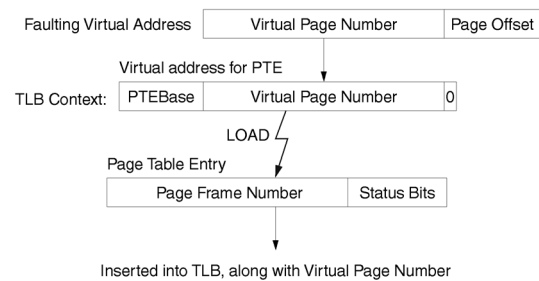 Faulting Virtual Address Virtual Page Number Page Offset
Virtual address for PTE
TLB Context: PTEBase Virtual Page Number 0
LOAD
Page Table Entry
Page Frame Number Status Bits
Inserted into TLB, along with Virtual Page Number